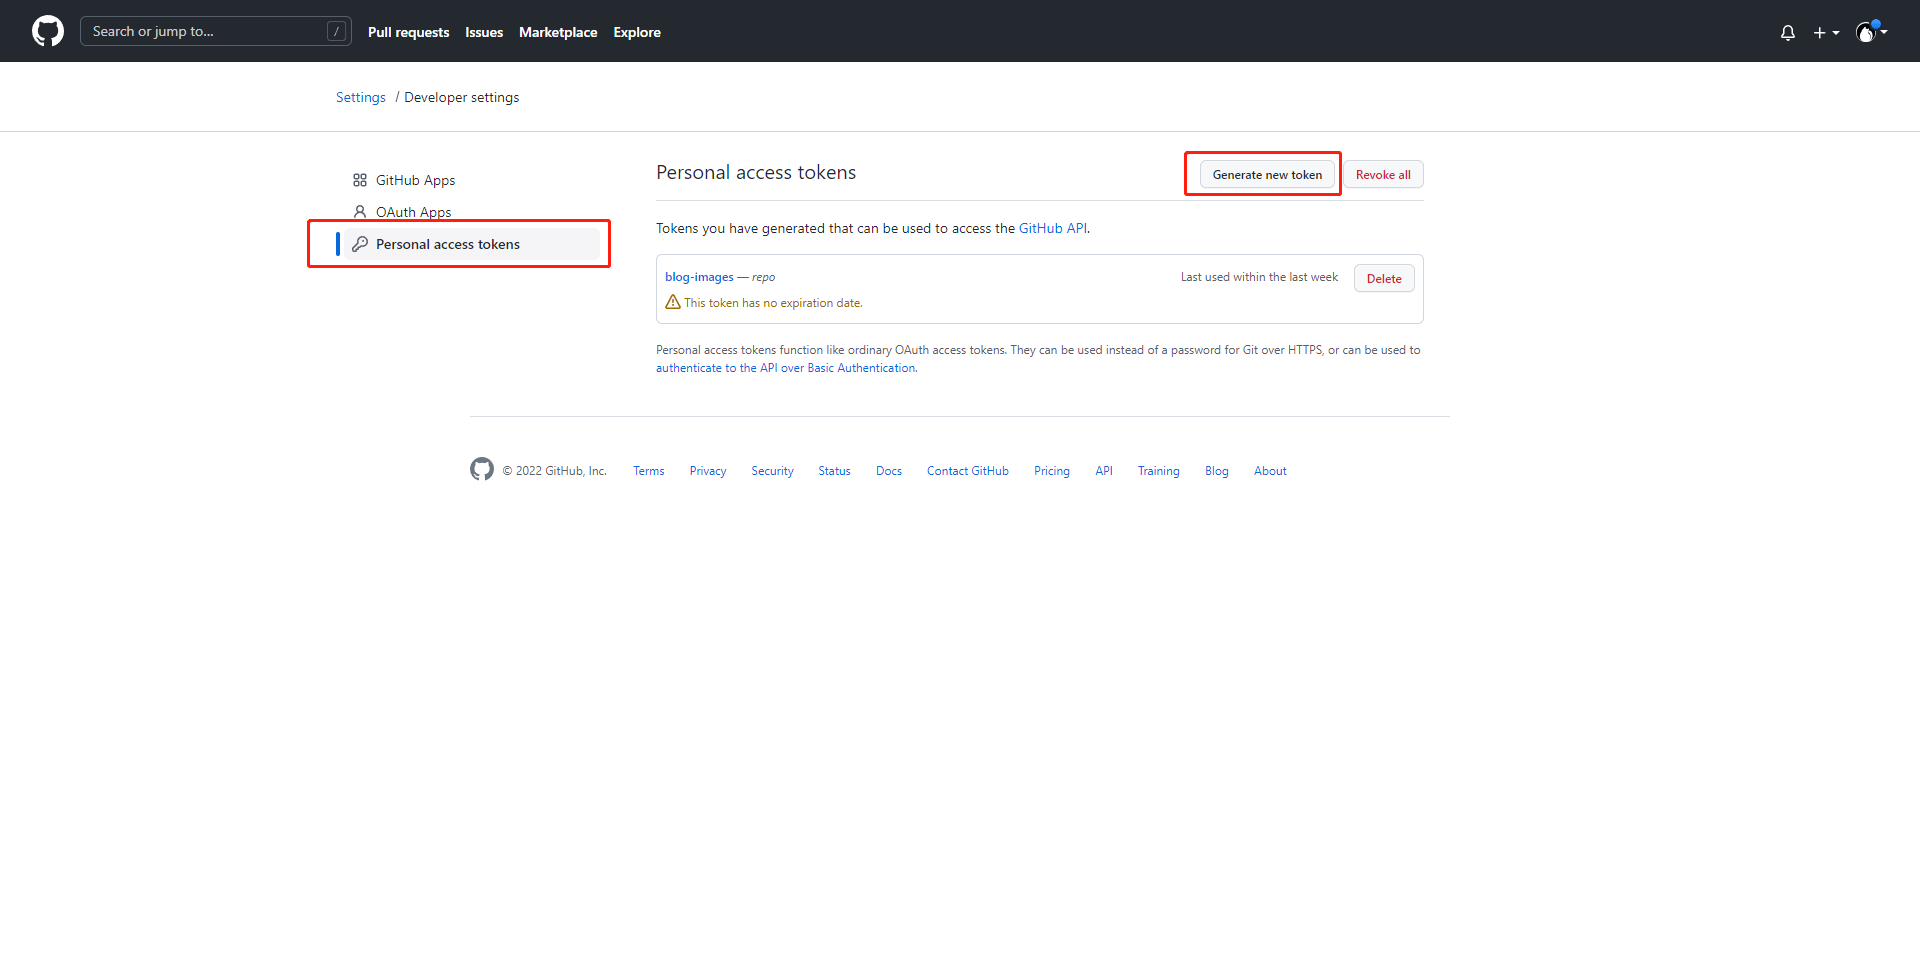 Search or jump to...
/
Pull requests
Issues
Marketplace
Explore
Settings / Developer settings
GitHub Apps
OAuth Apps
Personal access tokens
Personal access tokens
Generate new token
Revoke all
Tokens you have generated that can be used to access the GitHub API.
blog-images — repo
Last used within the last week
Delete
This token has no expiration date.
Personal access tokens function like ordinary OAuth access tokens. They can be used instead of a password for Git over HTTPS, or can be used to
authenticate to the API over Basic Authentication.
© 2022 GitHub, Inc.
Terms
Privacy
Security
Status
Docs
Contact GitHub
Pricing
API
Training
Blog
About